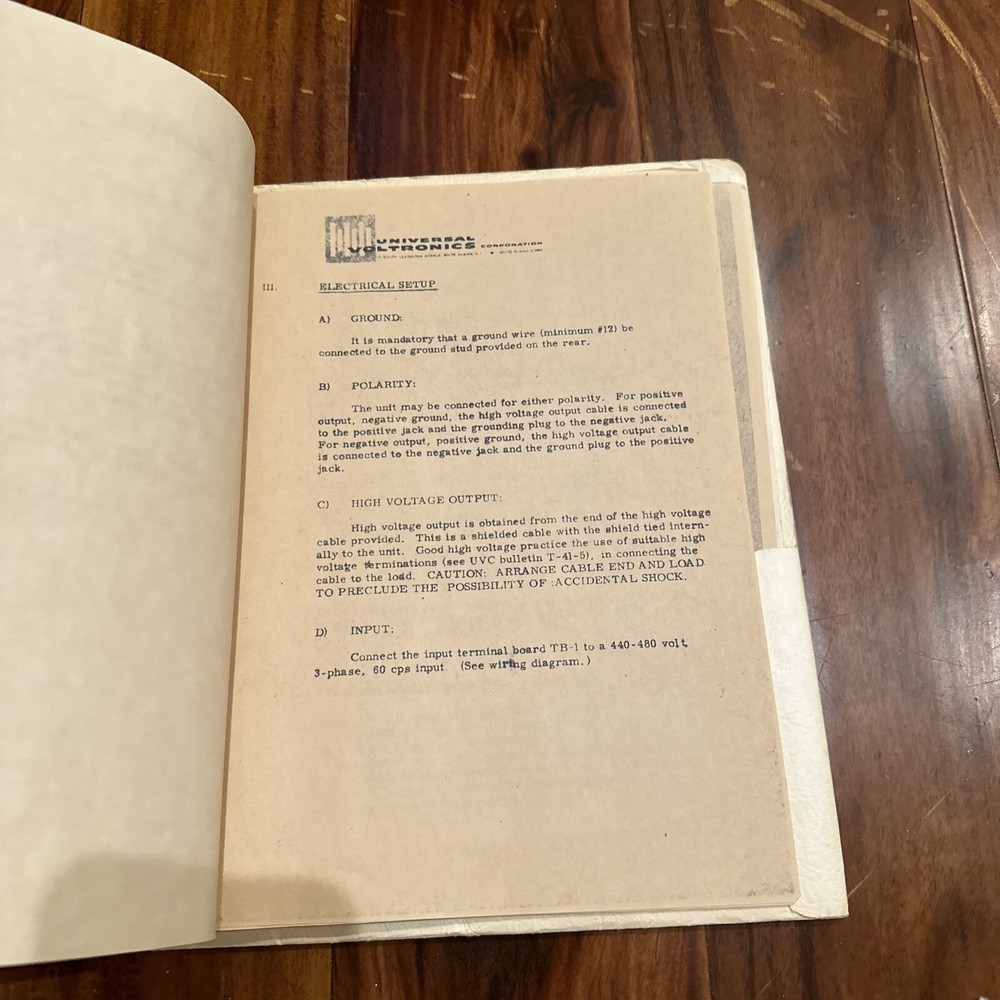 UNIVERSAL
VOLTRONICS CORPORATION
III. ELECTRICAL SETUP
A) GROUND:
It is mandatory that a ground wire (minimum #12) be
connected to the ground stud provided on the rear.
B) POLARITY:
The unit may be connected for either polarity. For positive
output, negative ground, the high voltage output cable is connected
to the positive jack and the grounding plug to the negative jack.
For negative output, positive ground, the high voltage output cable
is connected to the negative jack and the ground plug to the positive
jack.
C) HIGH VOLTAGE OUTPUT:
High voltage output is obtained from the end of the high voltage
cable provided. This is a shielded cable with the shield tied intern-
ally to the unit. Good high voltage practice the use of suitable high
voltage terminations (see UVC bulletin T-41-5), in connecting the
cable to the load. CAUTION: ARRANGE CABLE END AND LOAD
TO PRECLUDE THE POSSIBILITY OF :ACCIDENTAL SHOCK.
D) INPUT:
Connect the input terminal board TB-1 to a 440-480 volt,
3-phase, 60 cps input (See wiring diagram.)